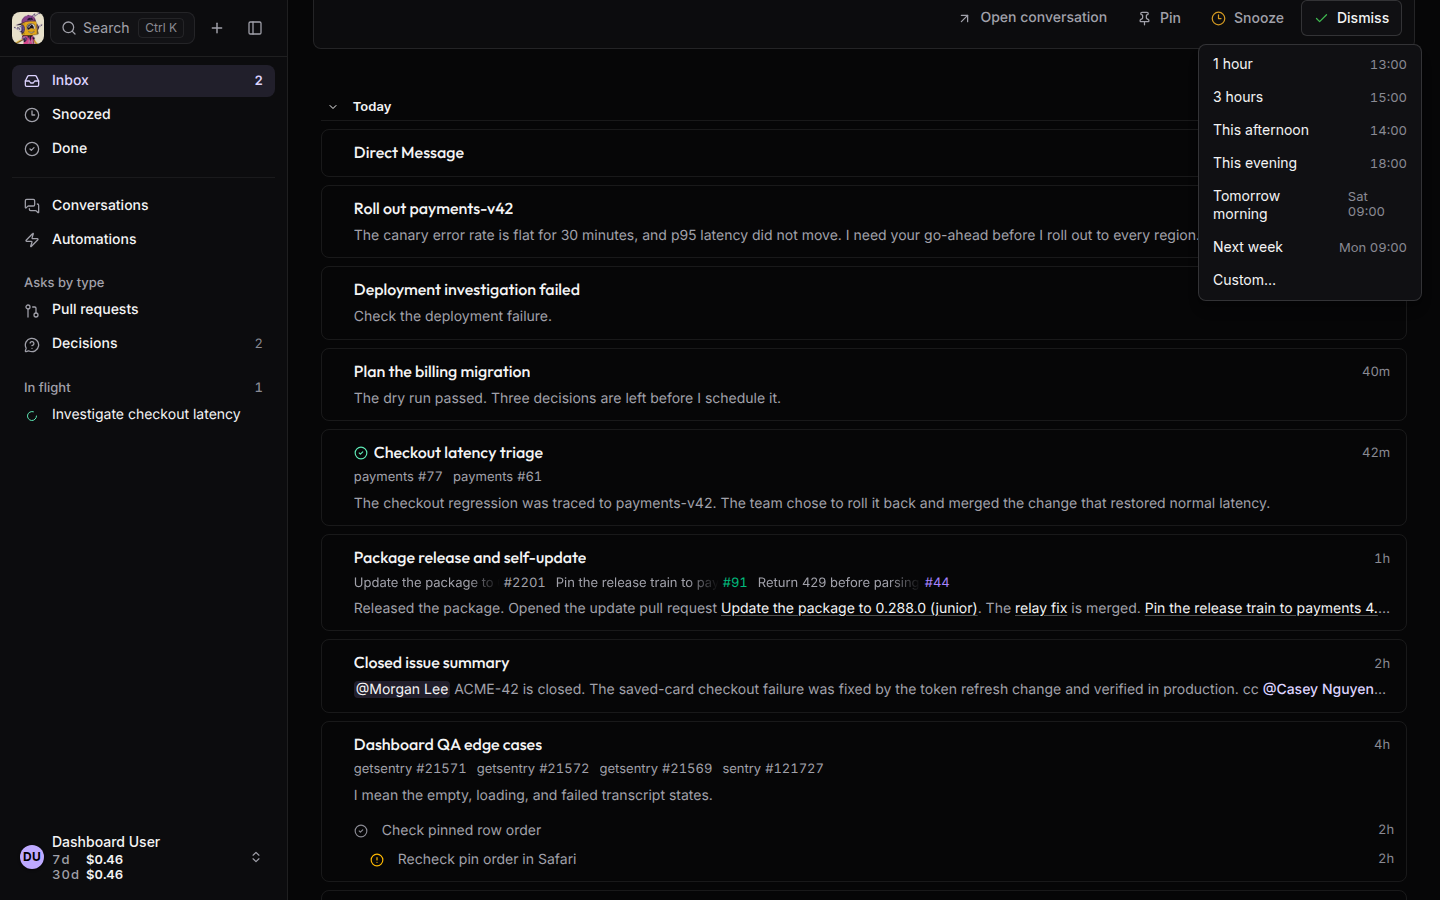 Search Ctrl K
Inbox 2
Snoozed
Done
Conversations
Automations
Asks by type
Pull requests
Decisions 2
In flight 1
Investigate checkout latency
DU Dashboard User
7d $0.46
30d $0.46
Open conversation Pin Snooze Dismiss
1 hour 13:00
3 hours 15:00
This afternoon 14:00
This evening 18:00
Tomorrow morning Sat 09:00
Next week Mon 09:00
Custom...
Today
Direct Message
Roll out payments-v42
The canary error rate is flat for 30 minutes, and p95 latency did not move. I need your go-ahead before I roll out to every region.
Deployment investigation failed
Check the deployment failure.
Plan the billing migration 40m
The dry run passed. Three decisions are left before I schedule it.
Checkout latency triage 42m
payments #77 payments #61
The checkout regression was traced to payments-v42. The team chose to roll it back and merged the change that restored normal latency.
Package release and self-update 1h
Update the package to #2201 Pin the release train to pay #91 Return 429 before parsing #44
Released the package. Opened the update pull request Update the package to 0.288.0 (junior). The relay fix is merged. Pin the release train to payments 4....
Closed issue summary 2h
@Morgan Lee ACME-42 is closed. The saved-card checkout failure was fixed by the token refresh change and verified in production. cc @Casey Nguyen...
Dashboard QA edge cases 4h
getsentry #21571 getsentry #21572 getsentry #21569 sentry #121727
I mean the empty, loading, and failed transcript states.
Check pinned row order 2h
Recheck pin order in Safari 2h